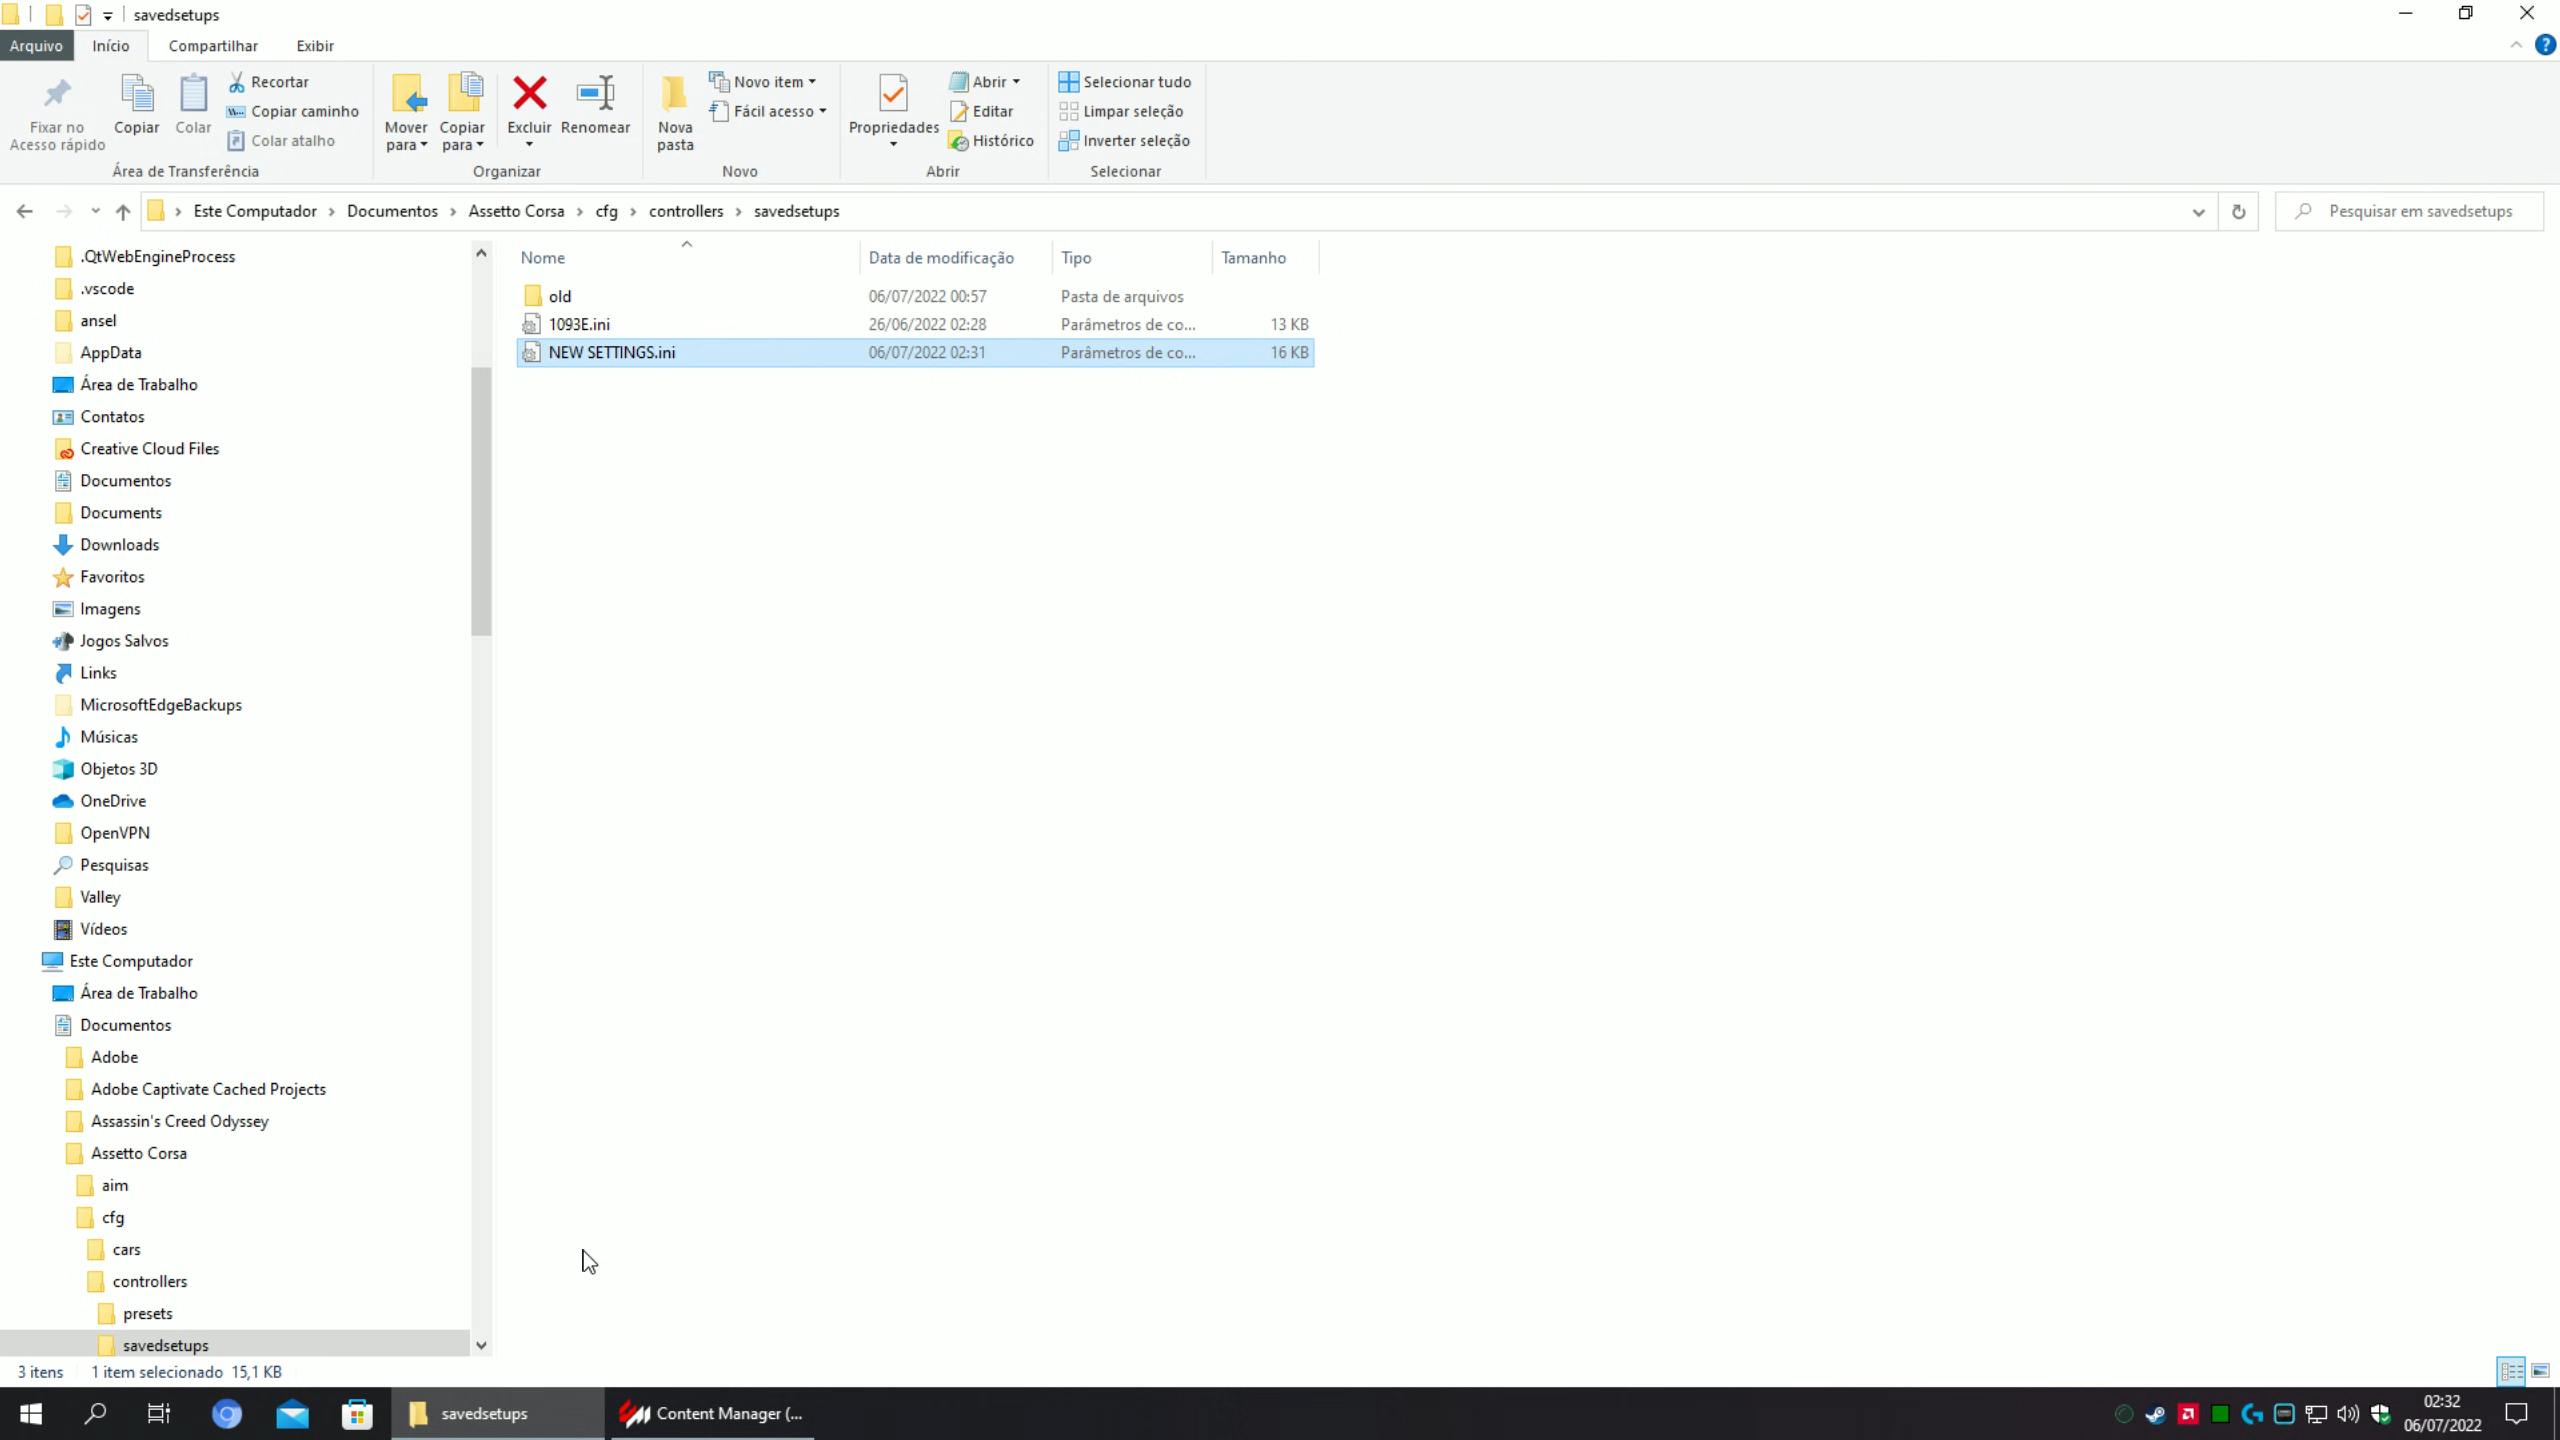 savedsetups
Arquivo Início Compartilhar Exibir
Fixar no
Acesso rápido
Copiar
Colar
Recortar
Copiar caminho
Colar atalho
Área de Transferência
Mover
para
Copiar
para
Excluir
Renomear
Organizar
Nova
pasta
Novo item
Fácil acesso
Novo
Propriedades
Abrir
Editar
Histórico
Abrir
Selecionar tudo
Limpar seleção
Inverter seleção
Selecionar
Este Computador › Documentos › Assetto Corsa › cfg › controllers › savedsetups
Pesquisar em savedsetups
.QtWebEngineProcess
.vscode
ansel
AppData
Área de Trabalho
Contatos
Creative Cloud Files
Documentos
Documents
Downloads
Favoritos
Imagens
Jogos Salvos
Links
MicrosoftEdgeBackups
Músicas
Objetos 3D
OneDrive
OpenVPN
Pesquisas
Valley
Vídeos
Este Computador
Área de Trabalho
Documentos
Adobe
Adobe Captivate Cached Projects
Assassin's Creed Odyssey
Assetto Corsa
aim
cfg
cars
controllers
presets
savedsetups
Nome Data de modificação Tipo Tamanho
old 06/07/2022 00:57 Pasta de arquivos
1093E.ini 26/06/2022 02:28 Parâmetros de co... 13 KB
NEW SETTINGS.ini 06/07/2022 02:31 Parâmetros de co... 16 KB
3 itens 1 item selecionado 15,1 KB
savedsetups
Content Manager (...
02:32
06/07/2022